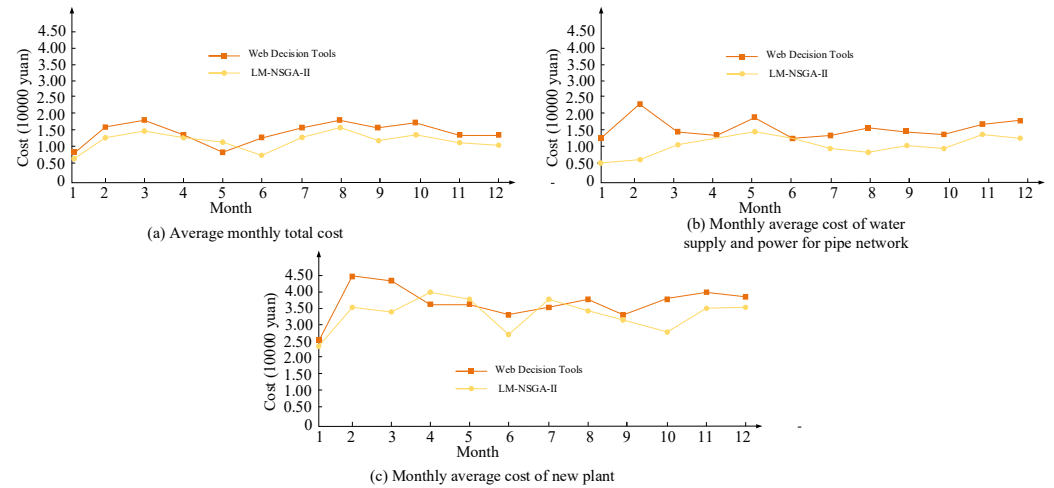 4.50
4.00
3.50
3.00
2.50
2.00
1.50
1.00
0.50
0
Cost (10000 yuan)
Web Decision Tools
LM-NSGA-II
1 2 3 4 5 6 7 8 9 10 11 12
Month
(a) Average monthly total cost
4.50
4.00
3.50
3.00
2.50
2.00
1.50
1.00
0.50
0
Cost (10000 yuan)
Web Decision Tools
LM-NSGA-II
-
1 2 3 4 5 6 7 8 9 10 11 12
Month
(b) Monthly average cost of water
supply and power for pipe network
4.50
4.00
3.50
3.00
2.50
2.00
1.50
1.00
0.50
0
Cost (10000 yuan)
Web Decision Tools
LM-NSGA-II
1 2 3 4 5 6 7 8 9 10 11 12
-
Month
(c) Monthly average cost of new plant